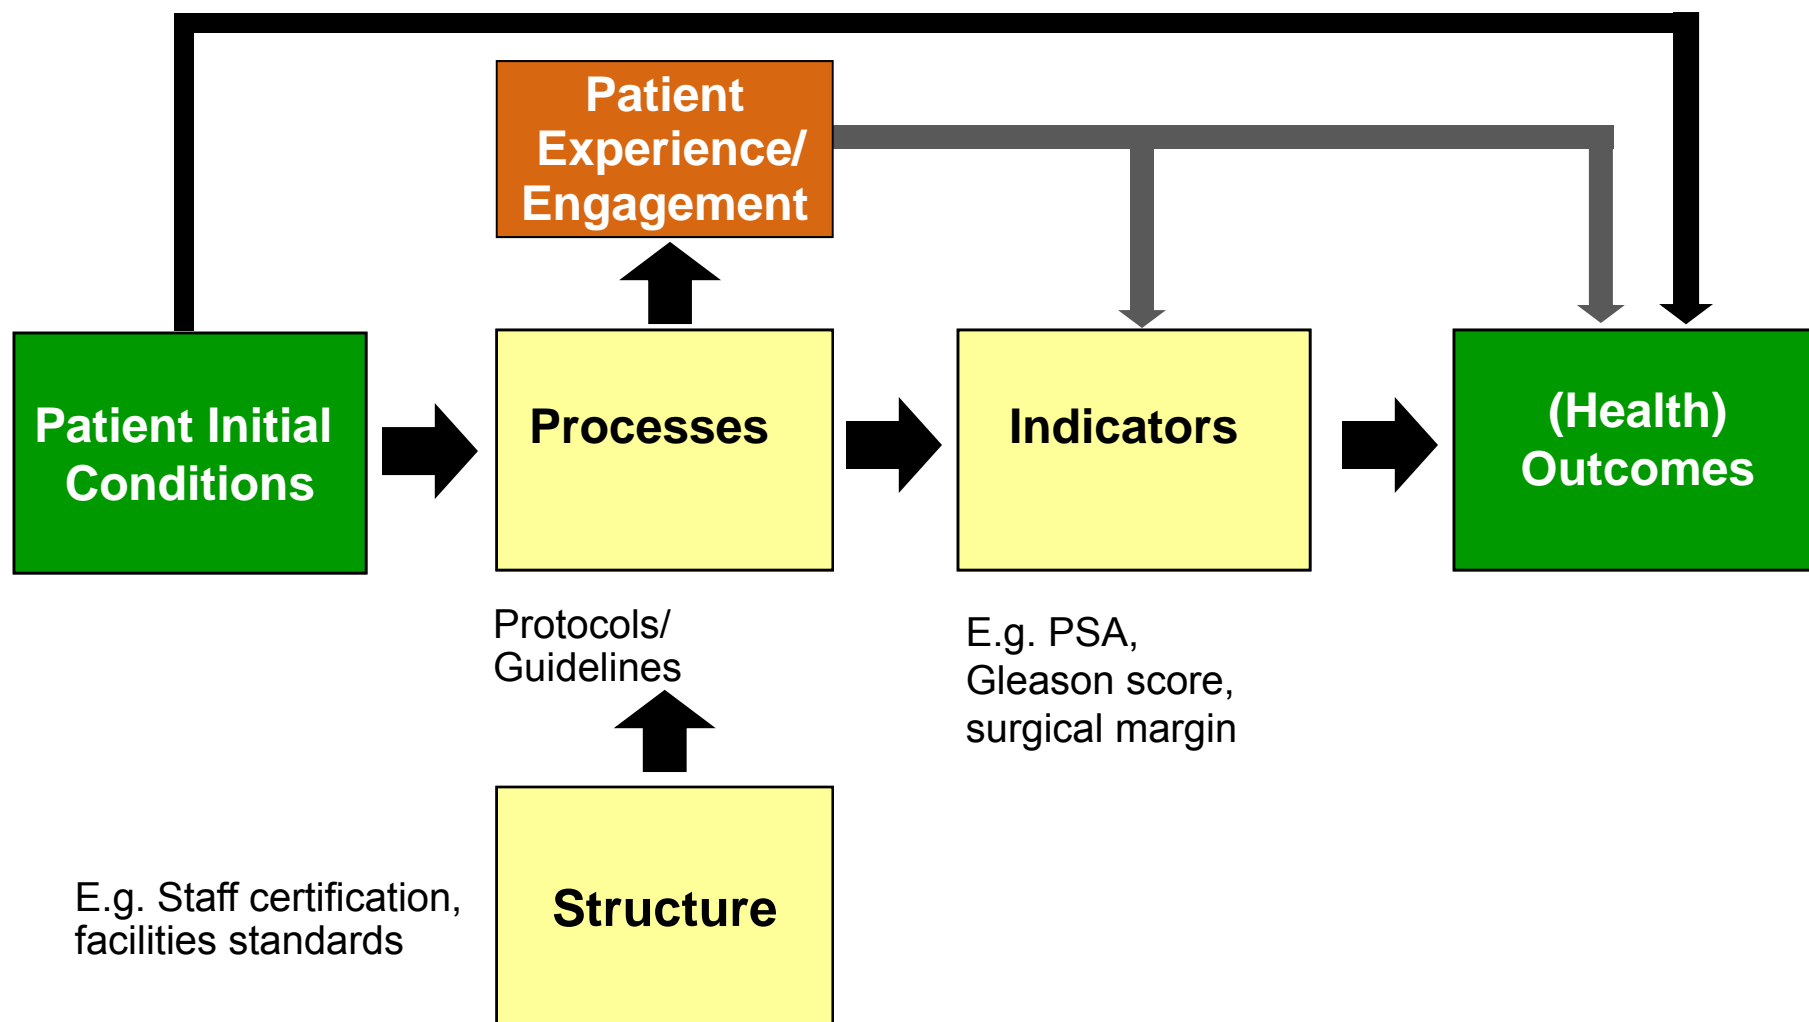 Patient
Experience/
Engagement
Patient Initial
Conditions
Processes
Indicators
(Health)
Outcomes
Protocols/
Guidelines
E.g. PSA,
Gleason score,
surgical margin
E.g. Staff certification,
facilities standards
Structure